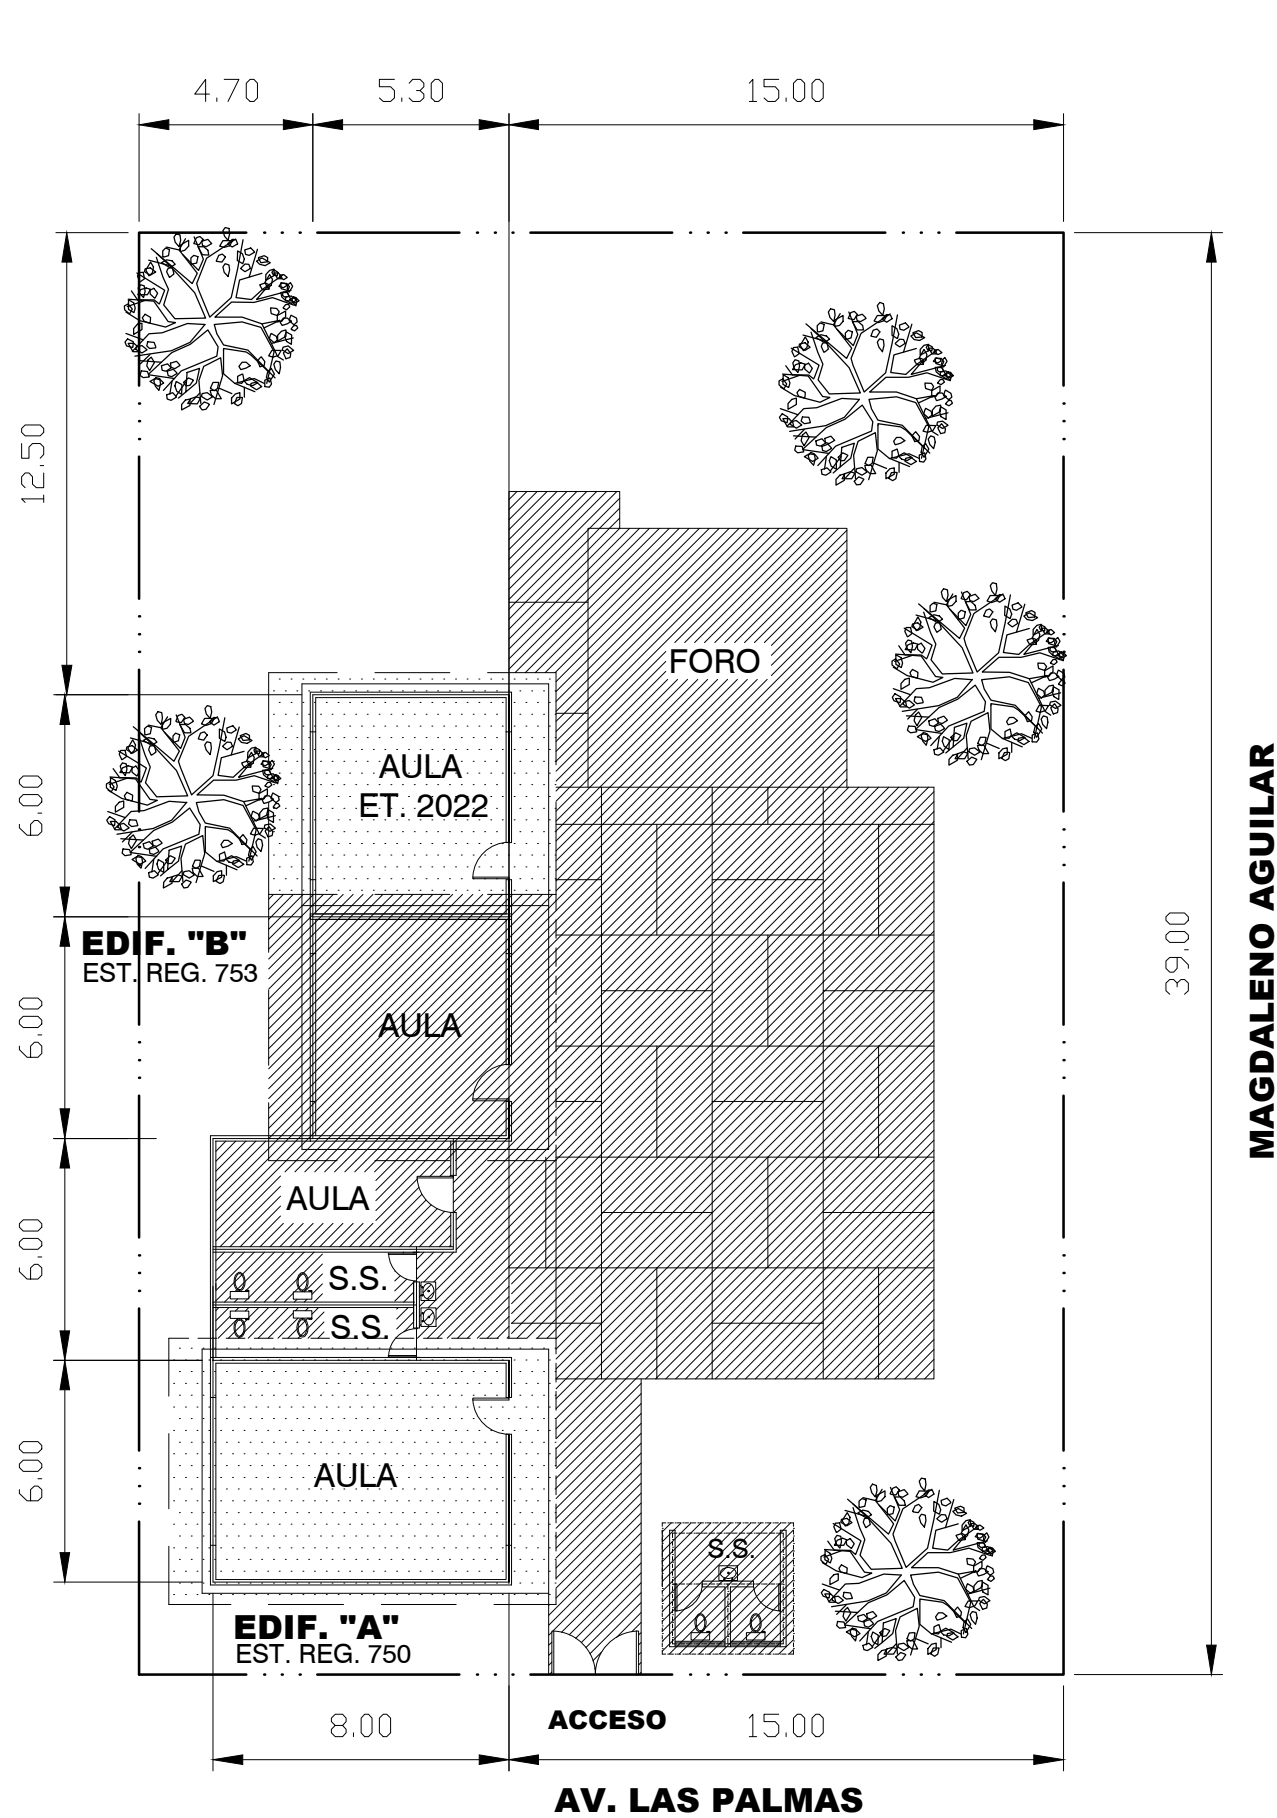 4.70
5.30
15.00
12.50
FORO
AULA
ET. 2022
6.00
MAGDALENO AGUILAR
39.00
EDIF. "B"
EST. REG. 753
6.00
AULA
AULA
6.00
S.S.
S.S.
6.00
AULA
S.S.
EDIF. "A"
EST. REG. 750
8.00
ACCESO
15.00
AV. LAS PALMAS